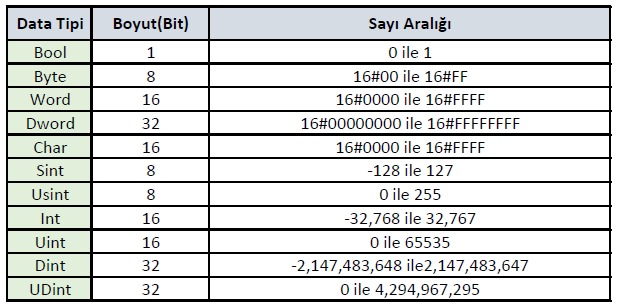 Data Tipi Boyut(Bit) Sayı Aralığı
Bool 1 0 ile 1
Byte 8 16#00 ile 16#FF
Word 16 16#0000 ile 16#FFFF
Dword 32 16#00000000 ile 16#FFFFFFFF
Char 16 16#0000 ile 16#FFFF
Sint 8 -128 ile 127
Usint 8 0 ile 255
Int 16 -32,768 ile 32,767
Uint 16 0 ile 65535
Dint 32 -2,147,483,648 ile2,147,483,647
UDint 32 0 ile 4,294,967,295